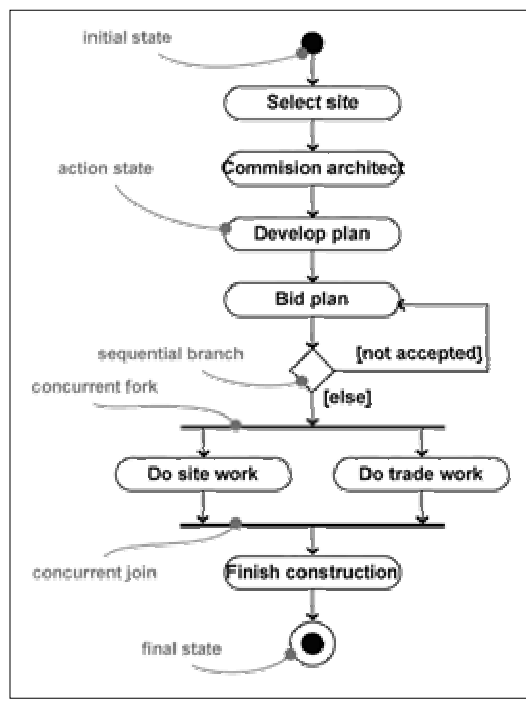 initial state
Select site
Commision architect
action state
Develop plan
Bid plan
[not accepted]
sequential branch
[else]
concurrent fork
Do site work
Do trade work
concurrent join
Finish construction
final state